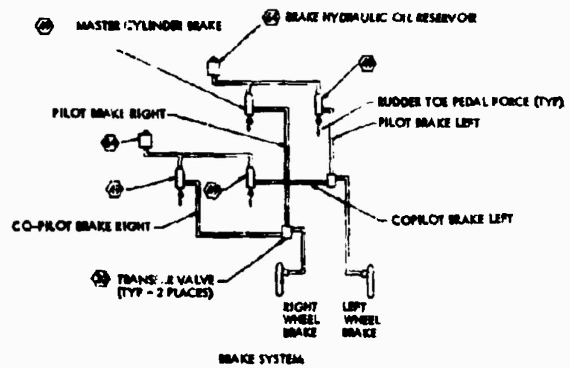 MASTER CYLINDER BRAKE
BRAKE HYDRAULIC OIL RESERVOIR
PILOT BRAKE RIGHT
RUDDER TOE PEDAL FORCE (TYP)
PILOT BRAKE LEFT
CO-PILOT BRAKE RIGHT
COPILOT BRAKE LEFT
VALVE
(TYP - 2 PLACES)
RIGHT
WHEEL
BRAKE
LEFT
WHEEL
BRAKE
BRAKE SYSTEM